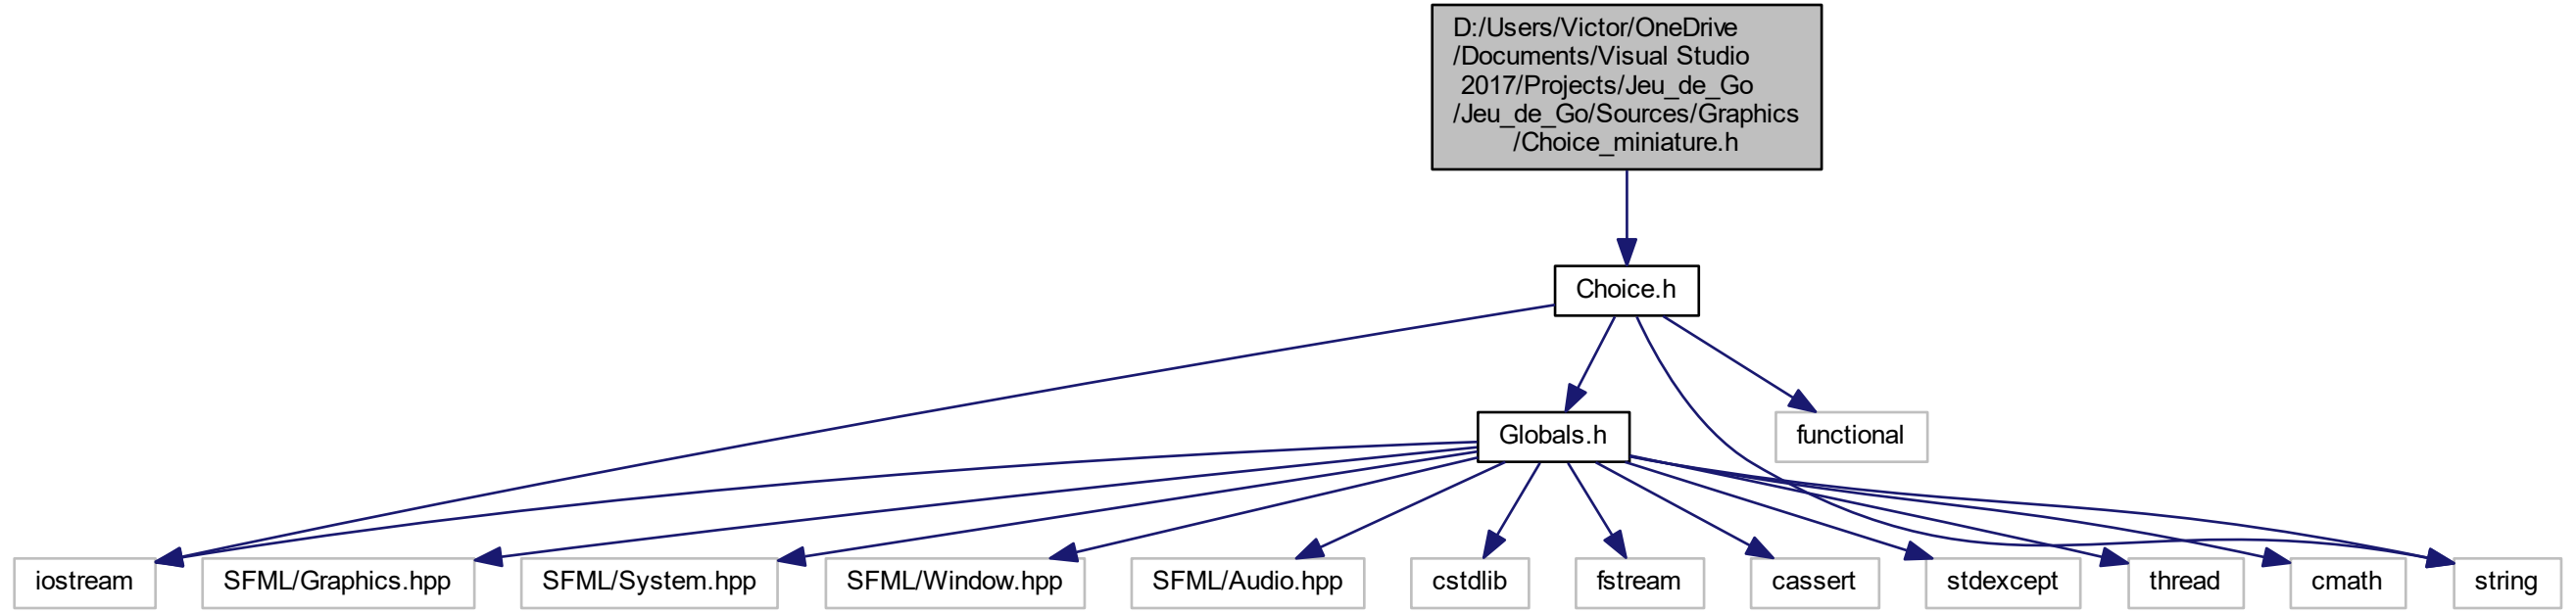 D:/Users/Victor/OneDrive
/Documents/Visual Studio
2017/Projects/Jeu_de_Go
/Jeu_de_Go/Sources/Graphics
/Choice_miniature.h
Choice.h
Globals.h
functional
iostream
SFML/Graphics.hpp
SFML/System.hpp
SFML/Window.hpp
SFML/Audio.hpp
cstdlib
fstream
cassert
stdexcept
thread
cmath
string